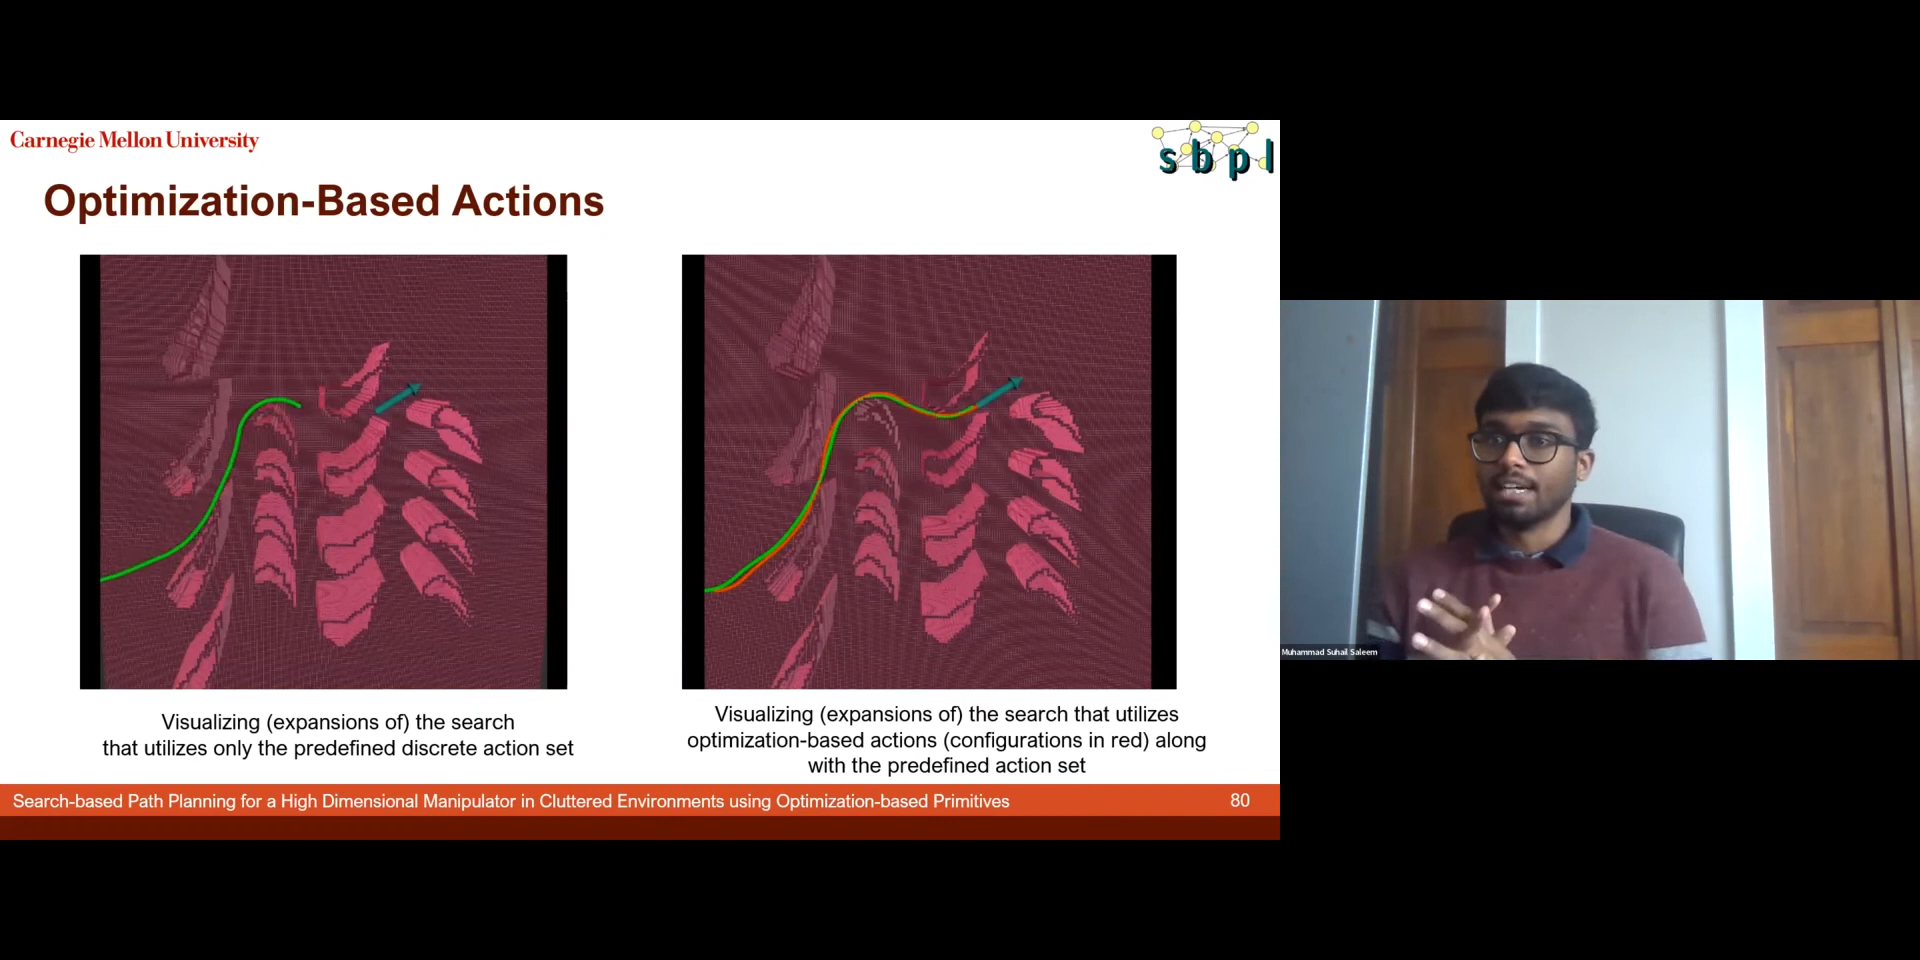 Carnegie Mellon University
sbpl
Optimization-Based Actions
Visualizing (expansions of) the search
that utilizes only the predefined discrete action set
Visualizing (expansions of) the search that utilizes
optimization-based actions (configurations in red) along
with the predefined action set
Search-based Path Planning for a High Dimensional Manipulator in Cluttered Environments using Optimization-based Primitives
80
Muhammad Suhail Saleem